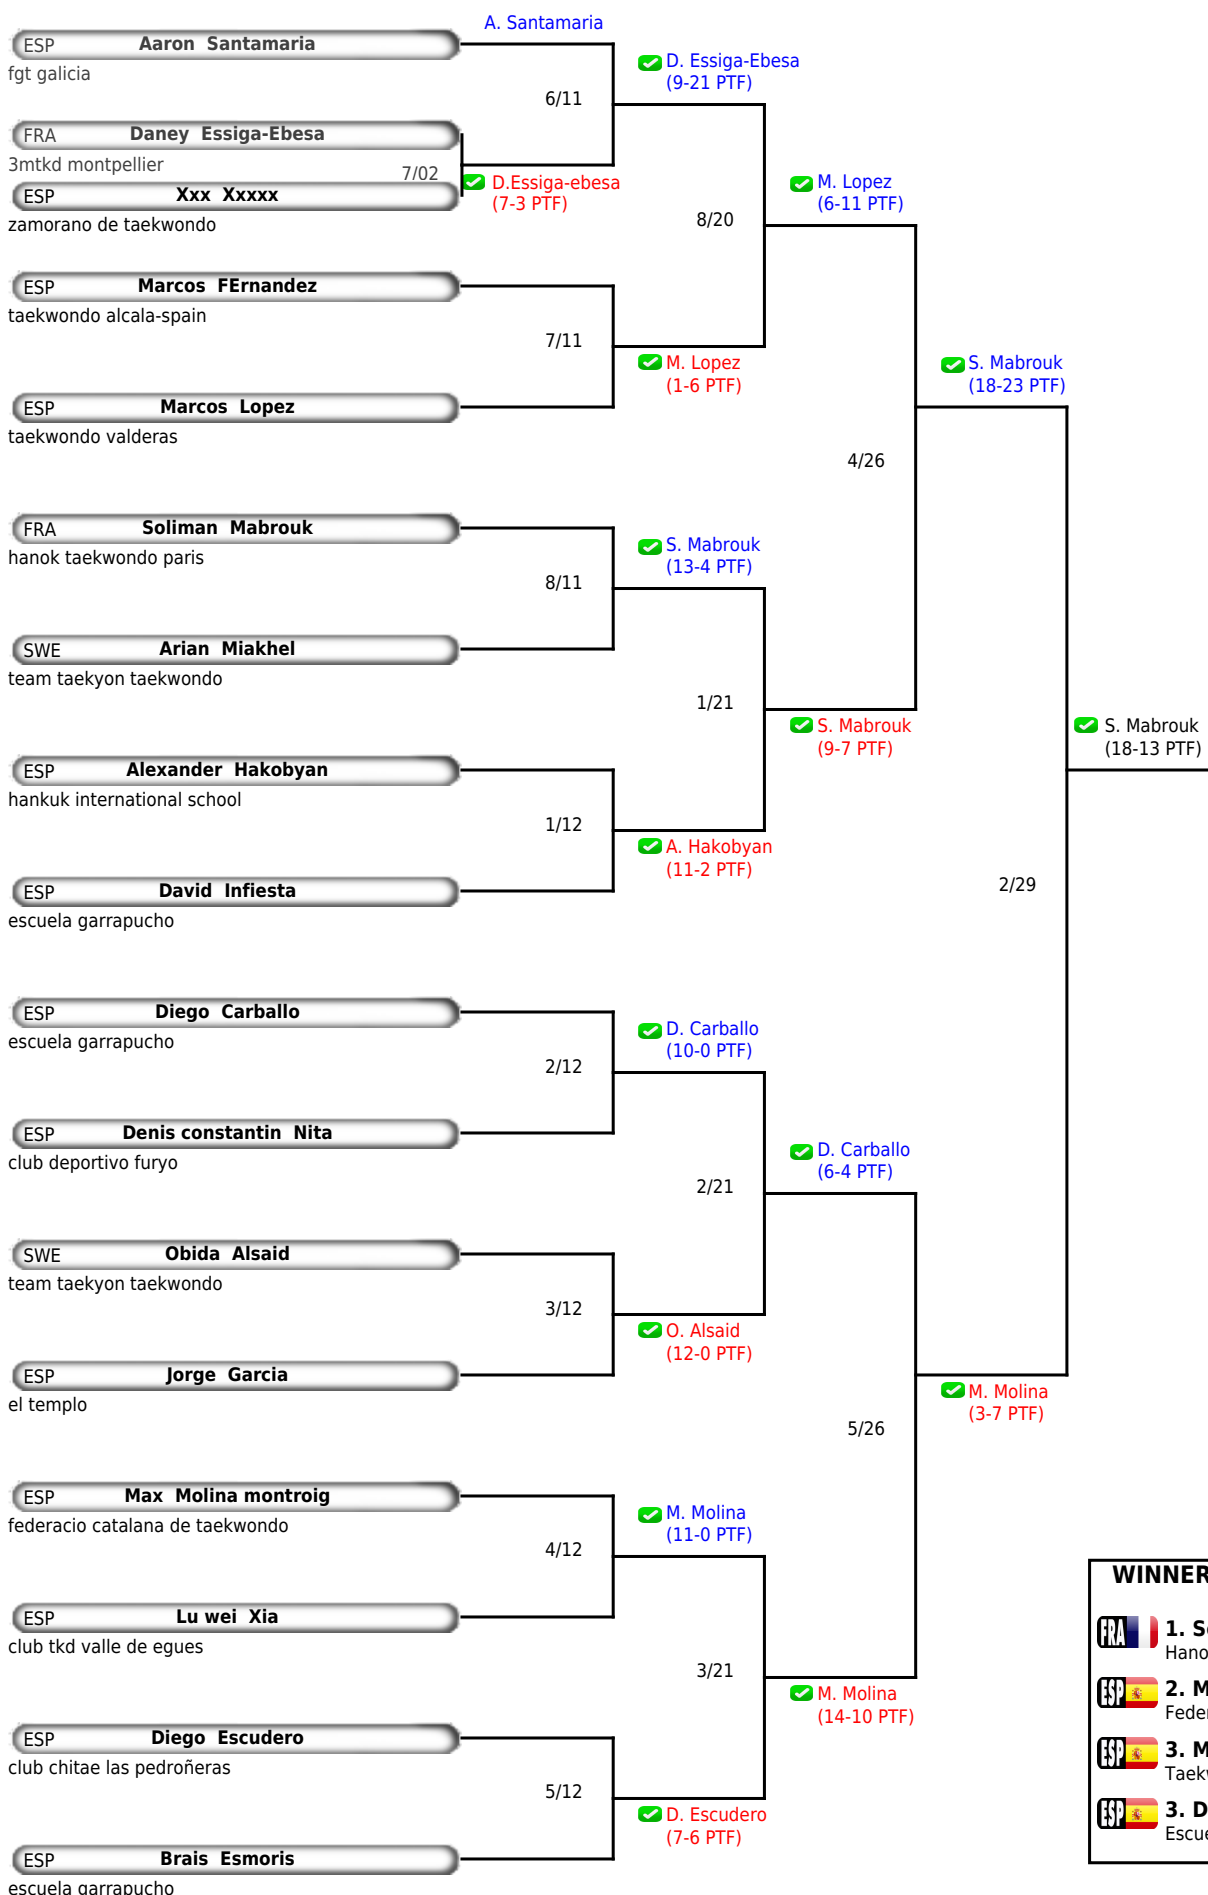 A. Santamaria
ESP Aaron Santamaria
fgt galicia
D. Essiga-Ebesa
(9-21 PTF)
6/11
FRA Daney Essiga-Ebesa
3mtkd montpellier
7/02
D.Essiga-ebesa
(7-3 PTF)
ESP Xxx Xxxxx
zamorano de taekwondo
M. Lopez
(6-11 PTF)
8/20
ESP Marcos FErnandez
taekwondo alcala-spain
7/11
M. Lopez
(1-6 PTF)
S. Mabrouk
(18-23 PTF)
ESP Marcos Lopez
taekwondo valderas
4/26
FRA Soliman Mabrouk
hanok taekwondo paris
S. Mabrouk
(13-4 PTF)
8/11
SWE Arian Miakhel
team taekyon taekwondo
1/21
S. Mabrouk
(9-7 PTF)
S. Mabrouk
(18-13 PTF)
ESP Alexander Hakobyan
hankuk international school
1/12
A. Hakobyan
(11-2 PTF)
2/29
ESP David Infiesta
escuela garrapucho
ESP Diego Carballo
escuela garrapucho
D. Carballo
(10-0 PTF)
2/12
ESP Denis constantin Nita
club deportivo furyo
D. Carballo
(6-4 PTF)
2/21
SWE Obida Alsaid
team taekyon taekwondo
3/12
O. Alsaid
(12-0 PTF)
ESP Jorge Garcia
el templo
M. Molina
(3-7 PTF)
5/26
ESP Max Molina montroig
federacio catalana de taekwondo
M. Molina
(11-0 PTF)
4/12
ESP Lu wei Xia
club tkd valle de egues
3/21
M. Molina
(14-10 PTF)
ESP Diego Escudero
club chitae las pedroñeras
5/12
D. Escudero
(7-6 PTF)
ESP Brais Esmoris
escuela garrapucho
WINNER
FRA 1. S
Hano
ESP 2. M
Feder
ESP 3. M
Taek
ESP 3. D
Escue